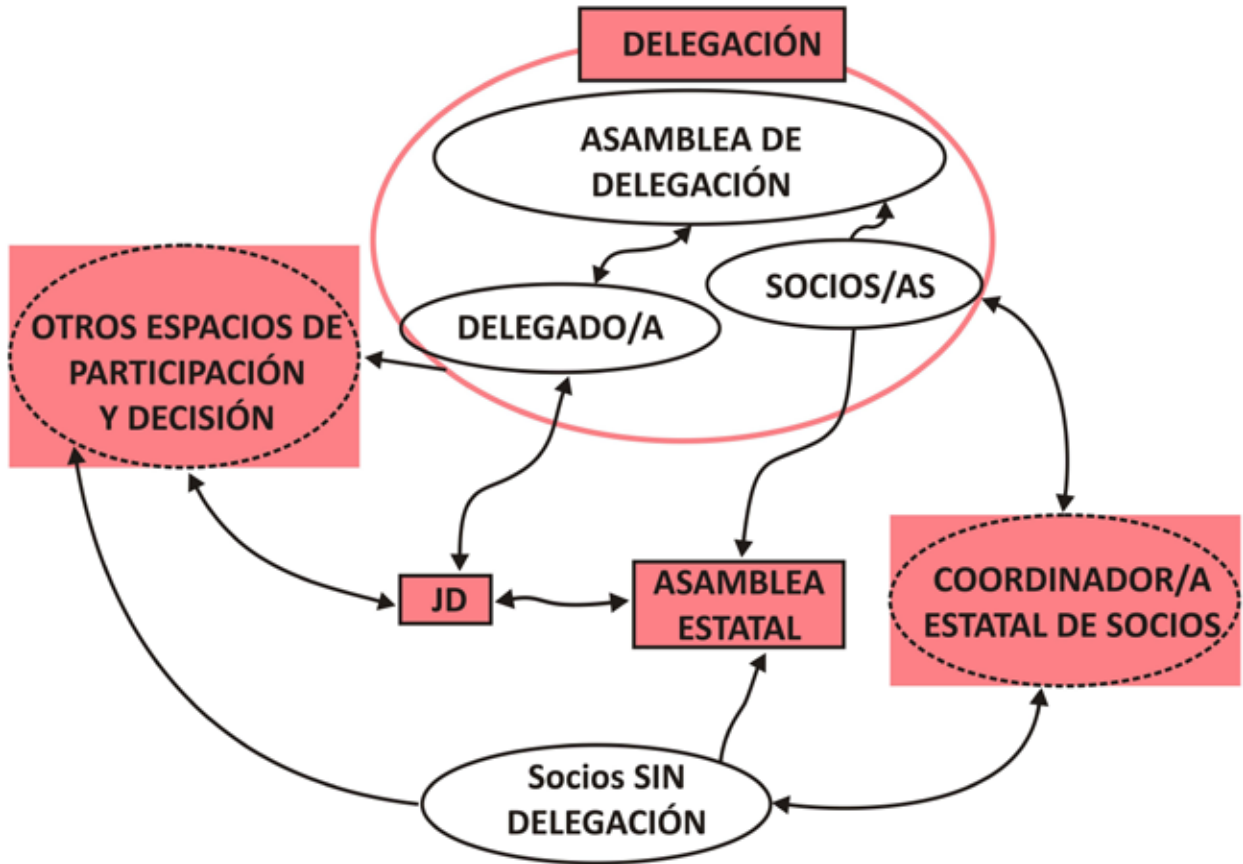 DELEGACIÓN
ASAMBLEA DE
DELEGACIÓN
SOCIOS/AS
DELEGADO/A
OTROS ESPACIOS DE
PARTICIPACIÓN
Y DECISIÓN
JD
ASAMBLEA
ESTATAL
COORDINADOR/A
ESTATAL DE SOCIOS
Socios SIN
DELEGACIÓN